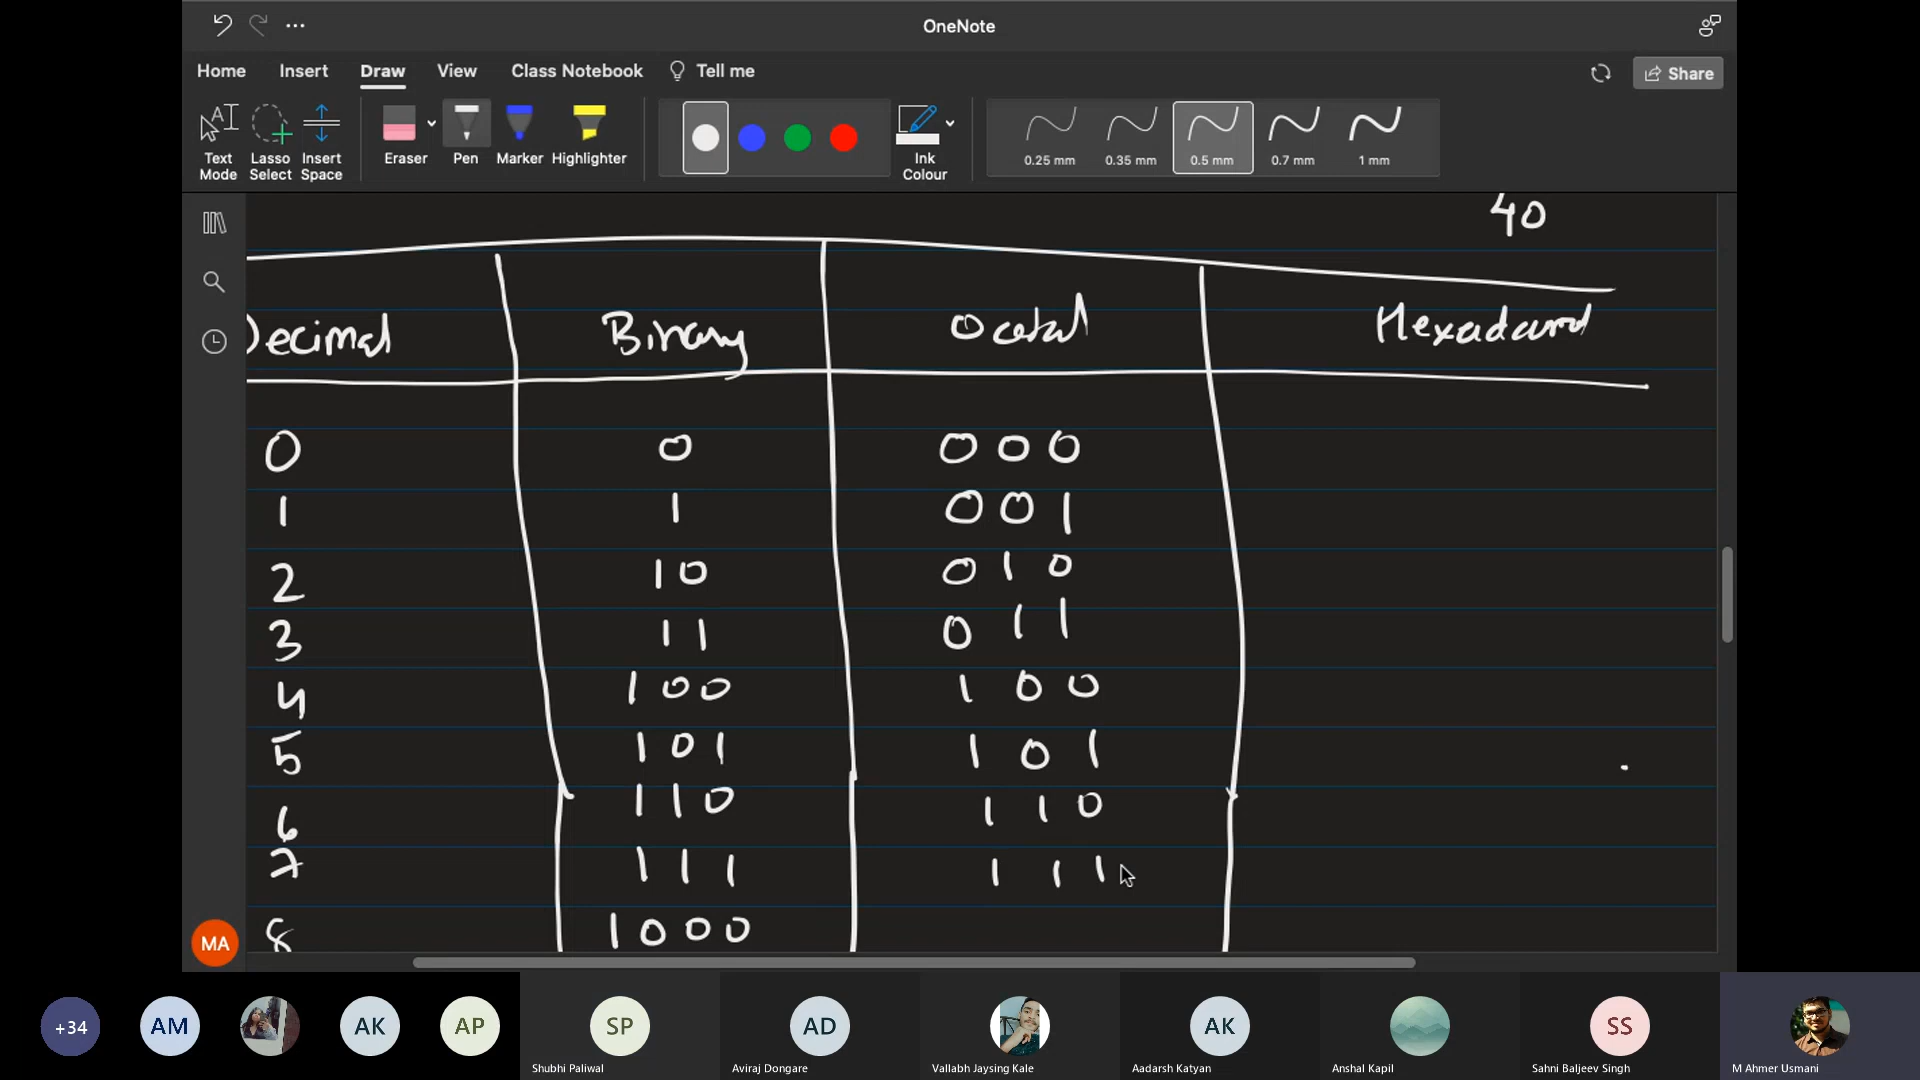 OneNote
Home Insert Draw View Class Notebook Tell me
Share
Text Mode
Lasso Select
Insert Space
Eraser
Pen
Marker
Highlighter
Ink Colour
0.25 mm 0.35 mm 0.5 mm 0.7 mm 1 mm
40
Decimal Binary Ocetal
0 0 000
1 1 001
2 10 010
3 11 011
4 100 100
5 101 101
6 110 110
7 111 111
8 1000
MA
+34 AM AK AP SP AD AK SS
Shubhi Paliwal Aviraj Dongare Vallabh Jaysing Kale Aadarsh Katyan Anshal Kapil Sahni Baljeev Singh M Ahmer Usmani